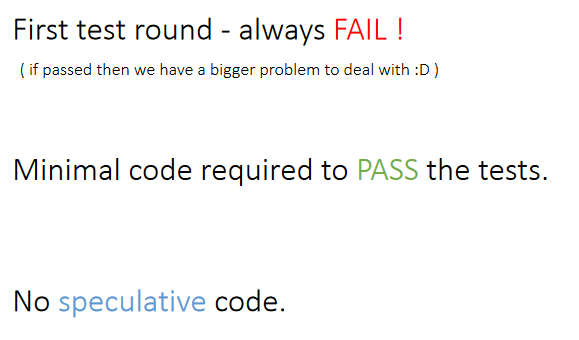 First test round - always FAIL !
( if passed then we have a bigger problem to deal with :D )
Minimal code required to PASS the tests.
No speculative code.